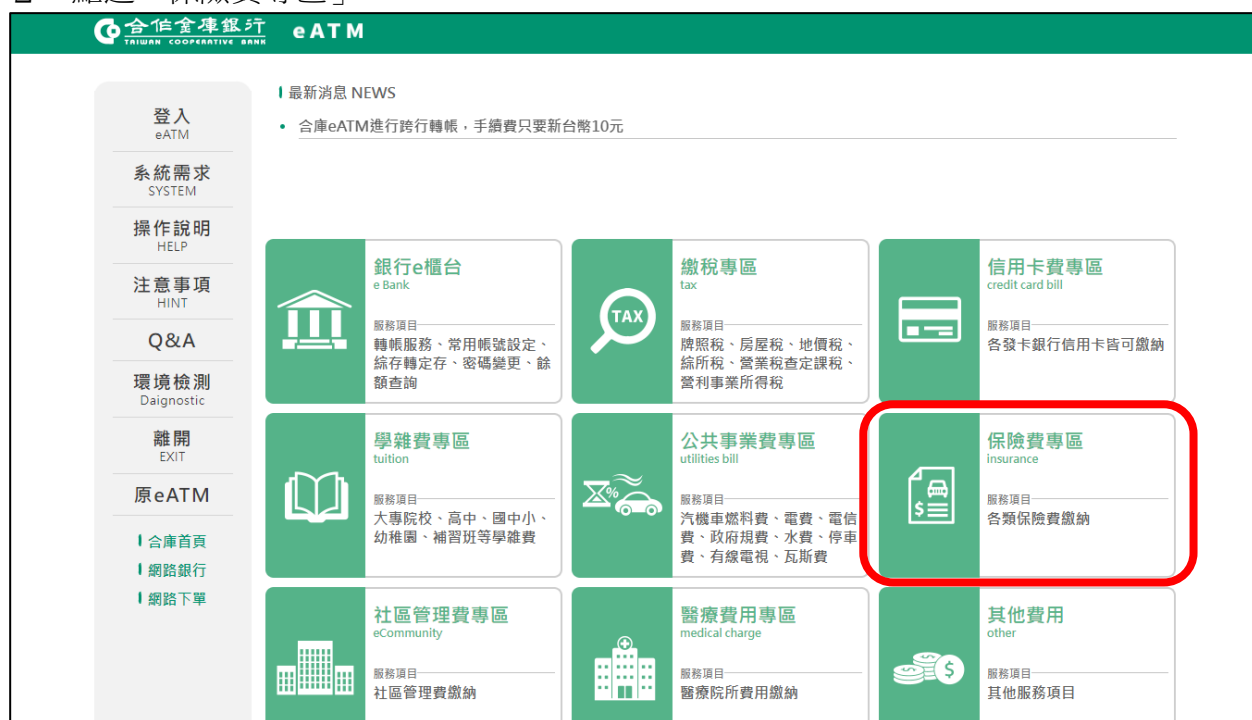 合作金庫銀行
TAIWAN COOPERATIVE BANK
eATM
登入
eATM
系統需求
SYSTEM
操作說明
HELP
注意事項
HINT
Q&A
環境檢測
Daignostic
離開
EXIT
原eATM
合庫首頁
網路銀行
網路下單
最新消息 NEWS
• 合庫eATM進行跨行轉帳，手續費只要新台幣10元
銀行e櫃台
e Bank
服務項目
轉帳服務、常用帳號設定、
綜存轉定存、密碼變更、餘
額查詢
TAX
繳稅專區
tax
服務項目
牌照稅、房屋稅、地價稅、
綜所稅、營業稅查定課稅、
營利事業所得稅
信用卡費專區
credit card bill
服務項目
各發卡銀行信用卡皆可繳納
學雜費專區
tuition
服務項目
大專院校、高中、國中小、
幼稚園、補習班等學雜費
%
公共事業費專區
utilities bill
服務項目
汽機車燃料費、電費、電信
費、政府規費、水費、停車
費、有線電視、瓦斯費
$
保險費專區
insurance
服務項目
各類保險費繳納
社區管理費專區
eCommunity
服務項目
社區管理費繳納
醫療費用專區
medical charge
服務項目
醫療院所費用繳納
$
其他費用
other
服務項目
其他服務項目